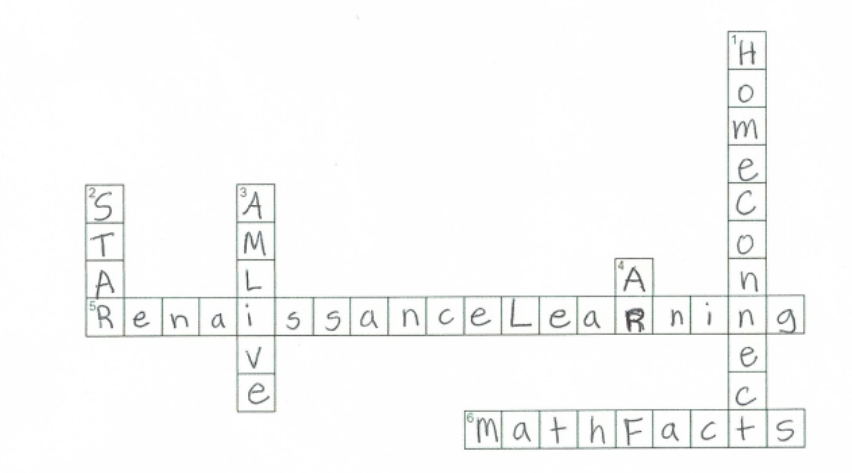 1 HomeConnect
2 STAR
3 AMLive
4 AR
5 RenaissanceLearning
6 mathFacts